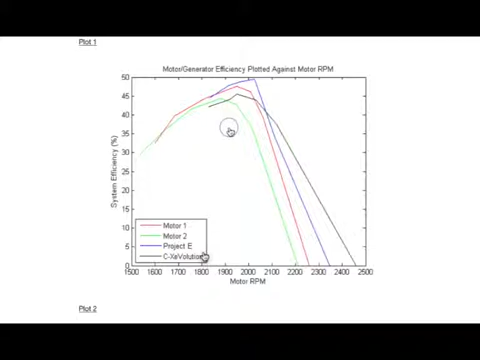 Plot 1
Motor/Generator Efficiency Plotted Against Motor RPM
50
45
40
35
30
25
20
15
10
5
0
System Efficiency (%)
Motor 1
Motor 2
Project E
C-XeVolution
1500 1600 1700 1800 1900 2000 2100 2200 2300 2400 2500
Motor RPM
Plot 2